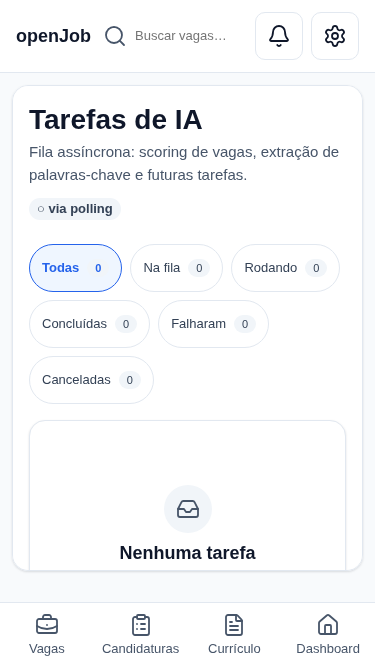 openJob
Buscar vagas…
Tarefas de IA
Fila assíncrona: scoring de vagas, extração de
palavras-chave e futuras tarefas.
○ via polling
Todas 0
Na fila 0
Rodando 0
Concluídas 0
Falharam 0
Canceladas 0
Nenhuma tarefa
Vagas
Candidaturas
Currículo
Dashboard